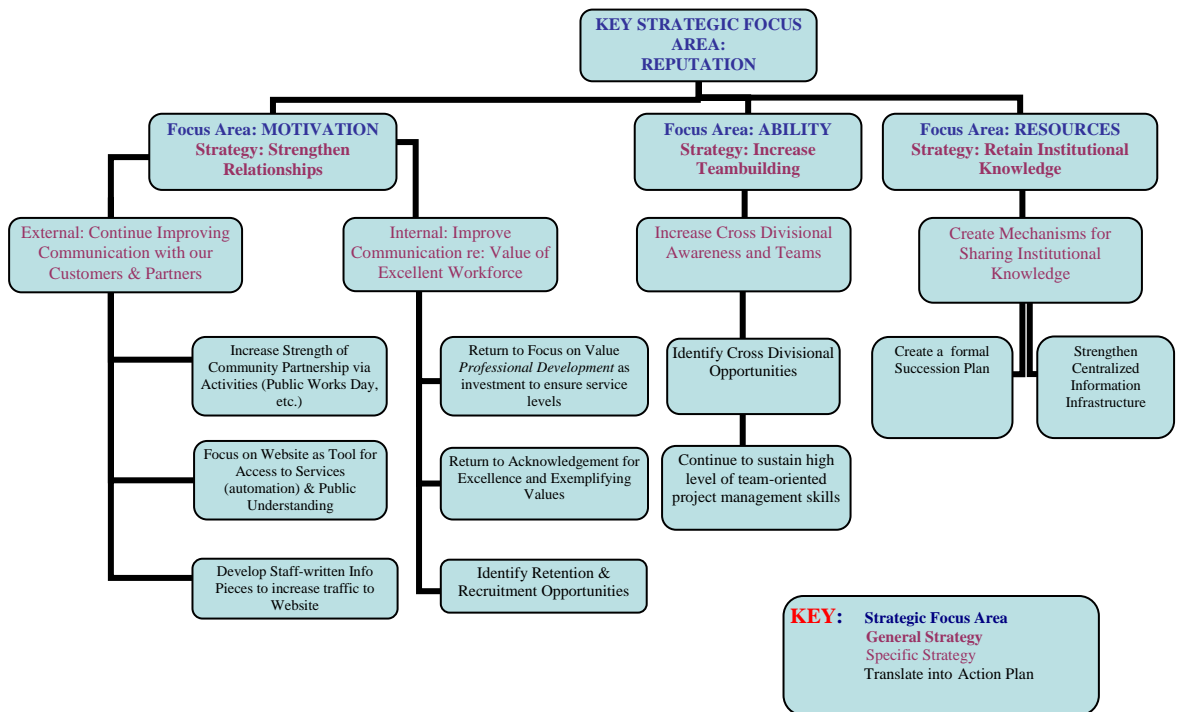 KEY STRATEGIC FOCUS
AREA:
REPUTATION
Focus Area: MOTIVATION
Strategy: Strengthen
Relationships
Focus Area: ABILITY
Strategy: Increase
Teambuilding
Focus Area: RESOURCES
Strategy: Retain Institutional
Knowledge
External: Continue Improving
Communication with our
Customers & Partners
Internal: Improve
Communication re: Value of
Excellent Workforce
Increase Cross Divisional
Awareness and Teams
Create Mechanisms for
Sharing Institutional
Knowledge
Increase Strength of
Community Partnership via
Activities (Public Works Day,
etc.)
Return to Focus on Value
Professional Development as
investment to ensure service
levels
Identify Cross Divisional
Opportunities
Create a formal
Succession Plan
Strengthen
Centralized
Information
Infrastructure
Focus on Website as Tool for
Access to Services
(automation) & Public
Understanding
Return to Acknowledgement for
Excellence and Exemplifying
Values
Continue to sustain high
level of team-oriented
project management skills
Develop Staff-written Info
Pieces to increase traffic to
Website
Identify Retention &
Recruitment Opportunities
KEY: Strategic Focus Area
General Strategy
Specific Strategy
Translate into Action Plan